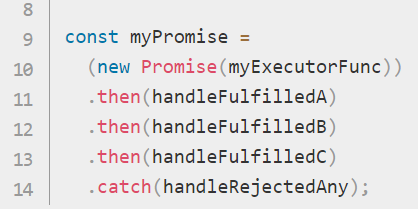 8
9 const myPromise =
10 (new Promise(myExecutorFunc))
11 .then(handleFulfilledA)
12 .then(handleFulfilledB)
13 .then(handleFulfilledC)
14 .catch(handleRejectedAny);